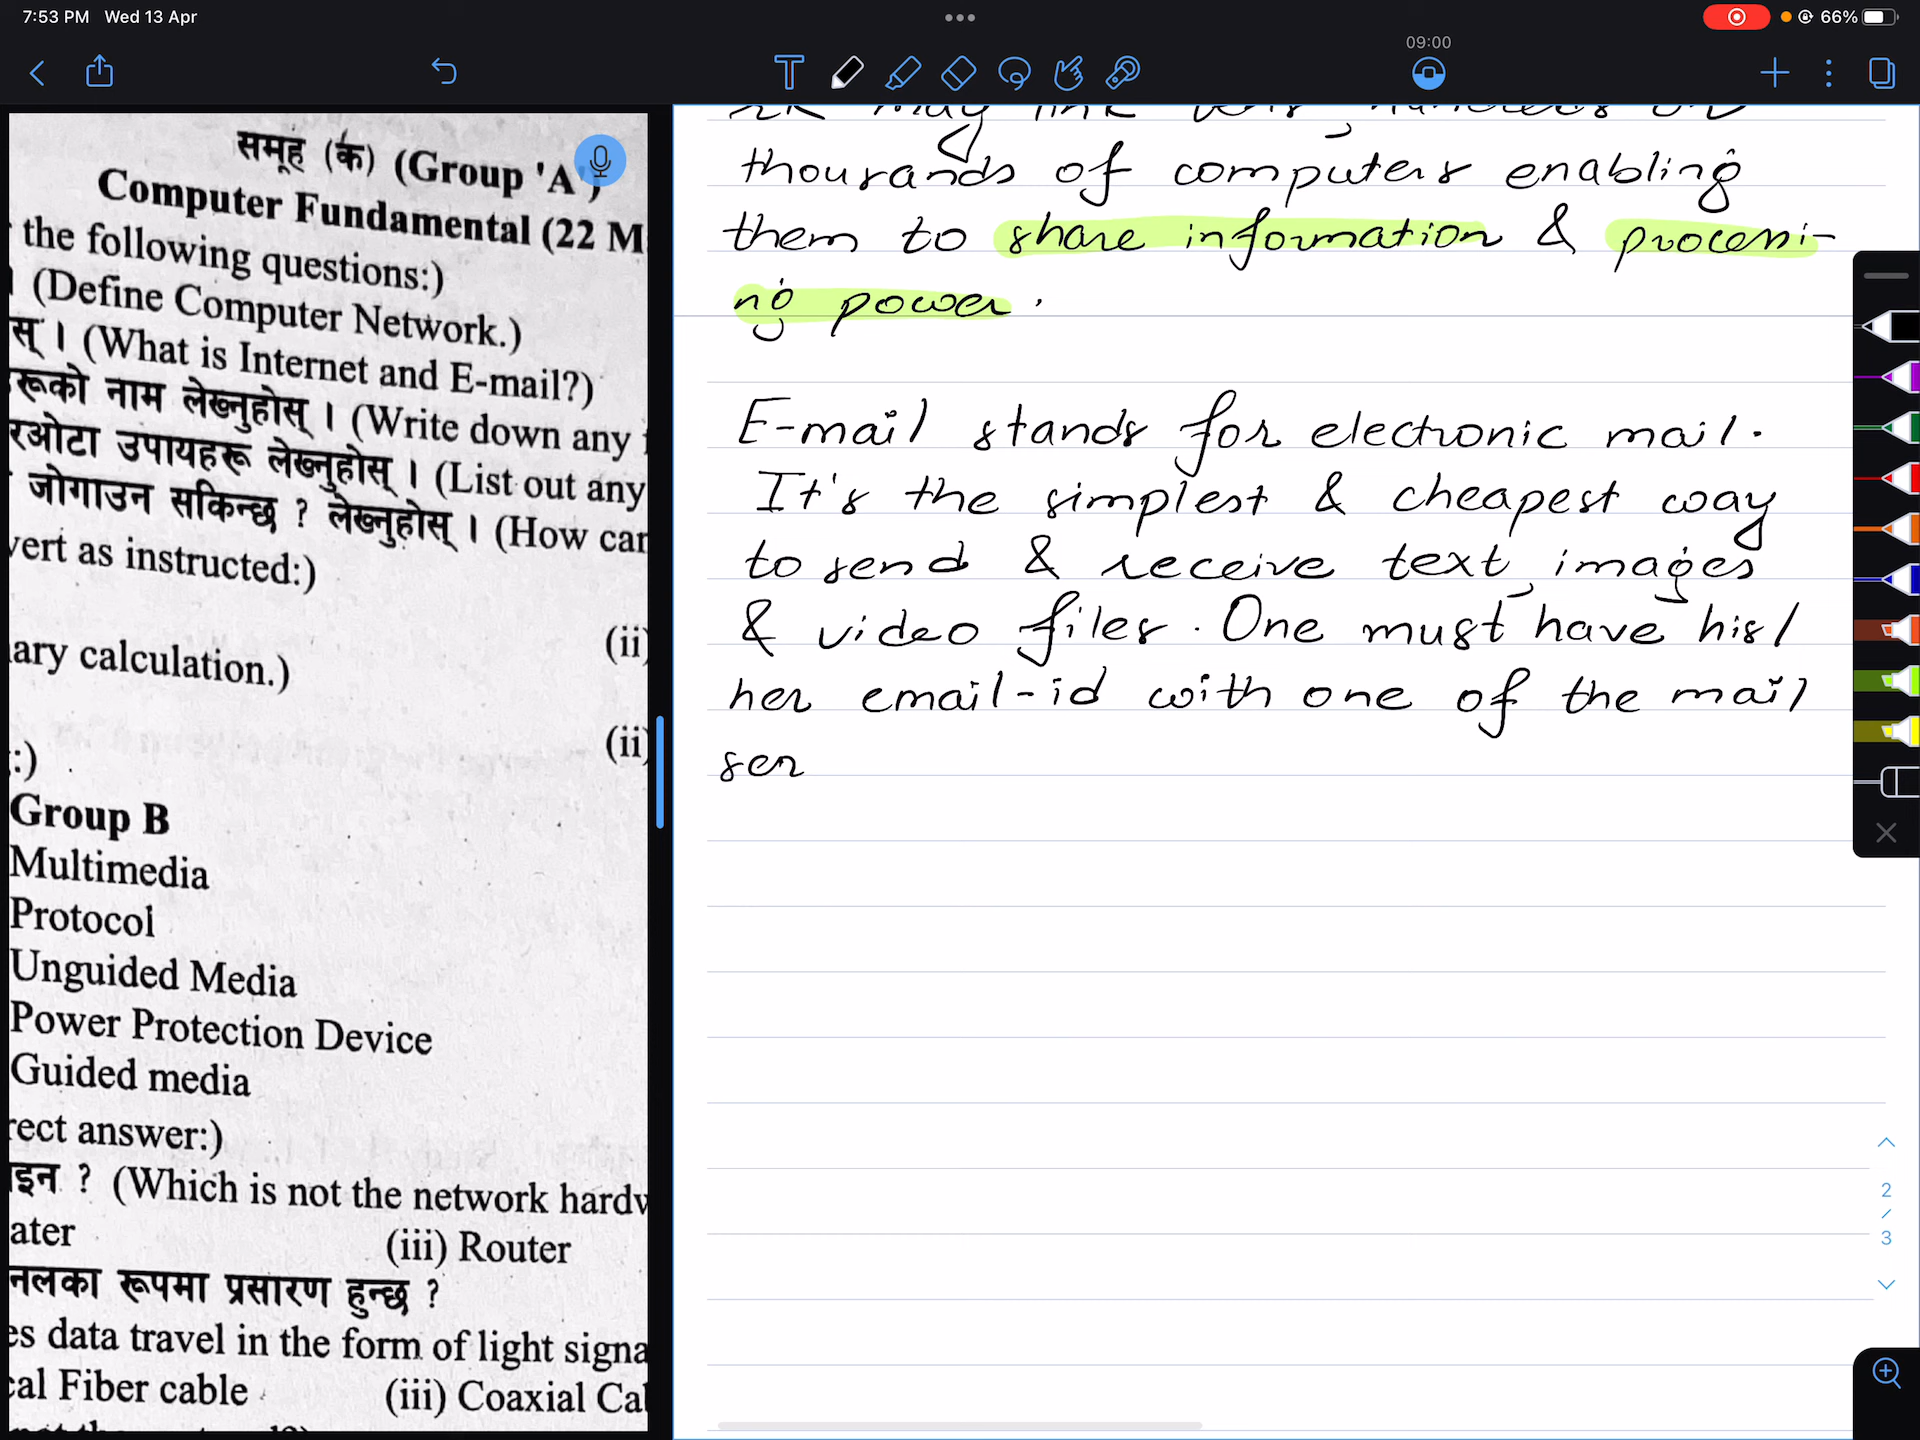 7:53 PM Wed 13 Apr
66%
09:00
समूह (क) (Group 'A')
Computer Fundamental (22 M
the following questions:)
(Define Computer Network.)
स् । (What is Internet and E-mail?)
रूको नाम लेख्नुहोस् । (Write down any
रओटा उपायहरू लेख्नुहोस् । (List out any
जोगाउन सकिन्छ ? लेख्नुहोस् । (How can
vert as instructed:)
(ii)
ary calculation.)
(ii)
:)
Group B
Multimedia
Protocol
Unguided Media
Power Protection Device
Guided media
rect answer:)
इन ? (Which is not the network hardw
ater (iii) Router
नलका रूपमा प्रसारण हुन्छ ?
es data travel in the form of light signa
cal Fiber cable (iii) Coaxial Cal
may link
thousands of computers enabling
them to share information & processi-
ng power.
E-mail stands for electronic mail.
It's the simplest & cheapest way
to send & receive text, images
& video files. One must have his/
her email-id with one of the mail
ser
2
/
3